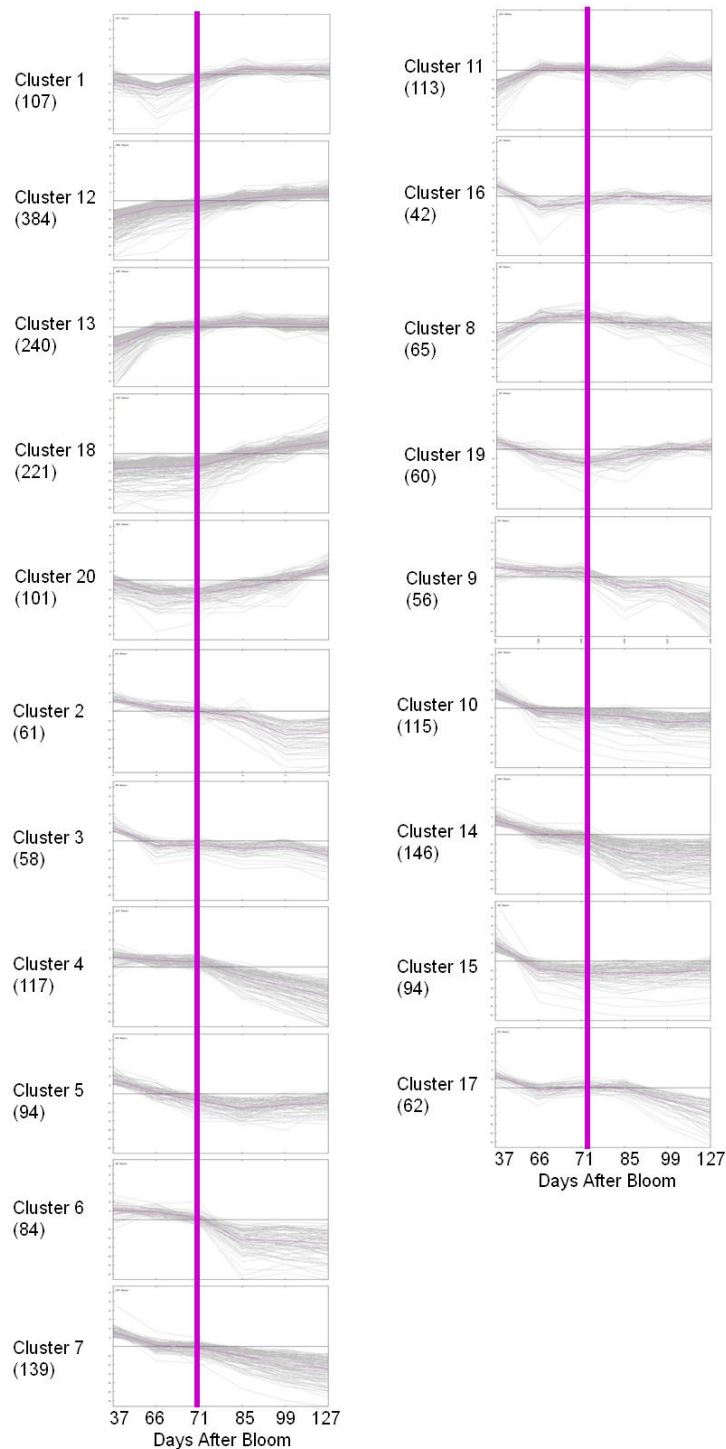 Cluster 1
(107)
Cluster 12
(384)
Cluster 13
(240)
Cluster 18
(221)
Cluster 20
(101)
Cluster 2
(61)
Cluster 3
(58)
Cluster 4
(117)
Cluster 5
(94)
Cluster 6
(84)
Cluster 7
(139)
37 66 71 85 99 127
Days After Bloom
Cluster 11
(113)
Cluster 16
(42)
Cluster 8
(65)
Cluster 19
(60)
Cluster 9
(56)
Cluster 10
(115)
Cluster 14
(146)
Cluster 15
(94)
Cluster 17
(62)
37 66 71 85 99 127
Days After Bloom